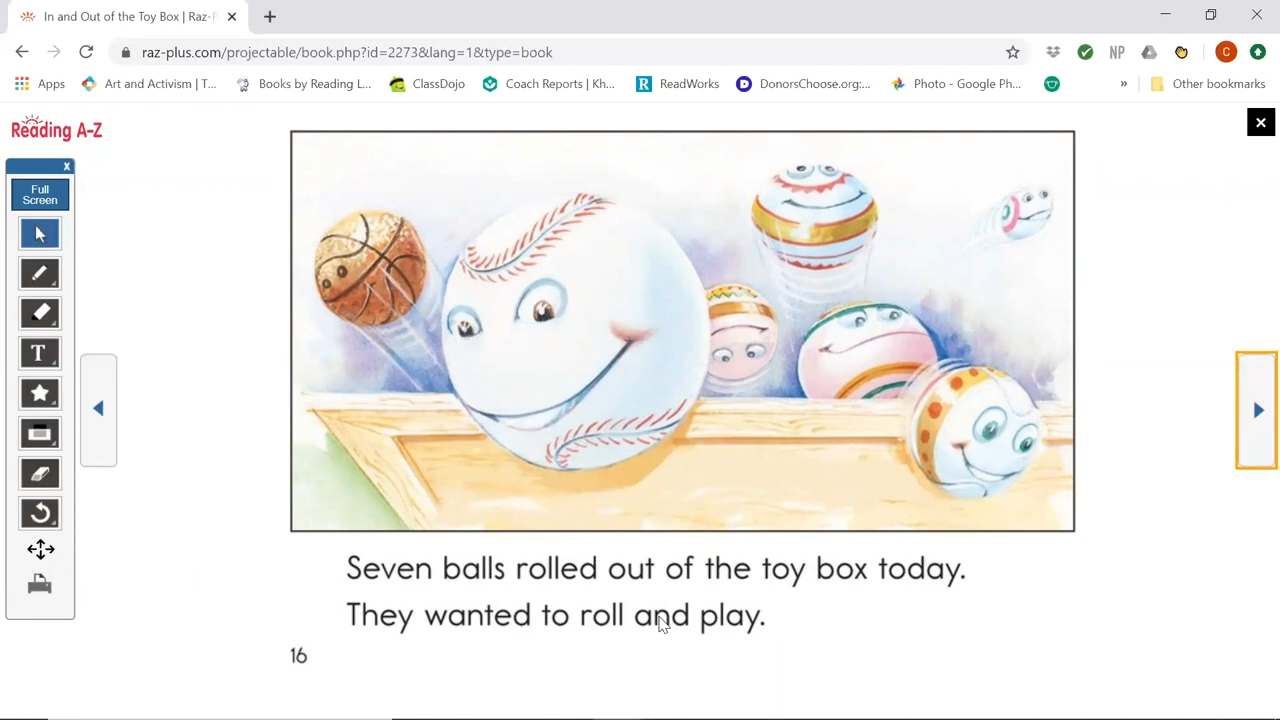 In and Out of the Toy Box | Raz-P
raz-plus.com/projectable/book.php?id=2273&lang=1&type=book
NP
C
Apps
Art and Activism | T...
Books by Reading L...
ClassDojo
Coach Reports | Kh...
R ReadWorks
D DonorsChoose.org:...
Photo - Google Ph...
»
Other bookmarks
Reading A-Z
x
Full
Screen
T
Seven balls rolled out of the toy box today.
They wanted to roll and play.
16